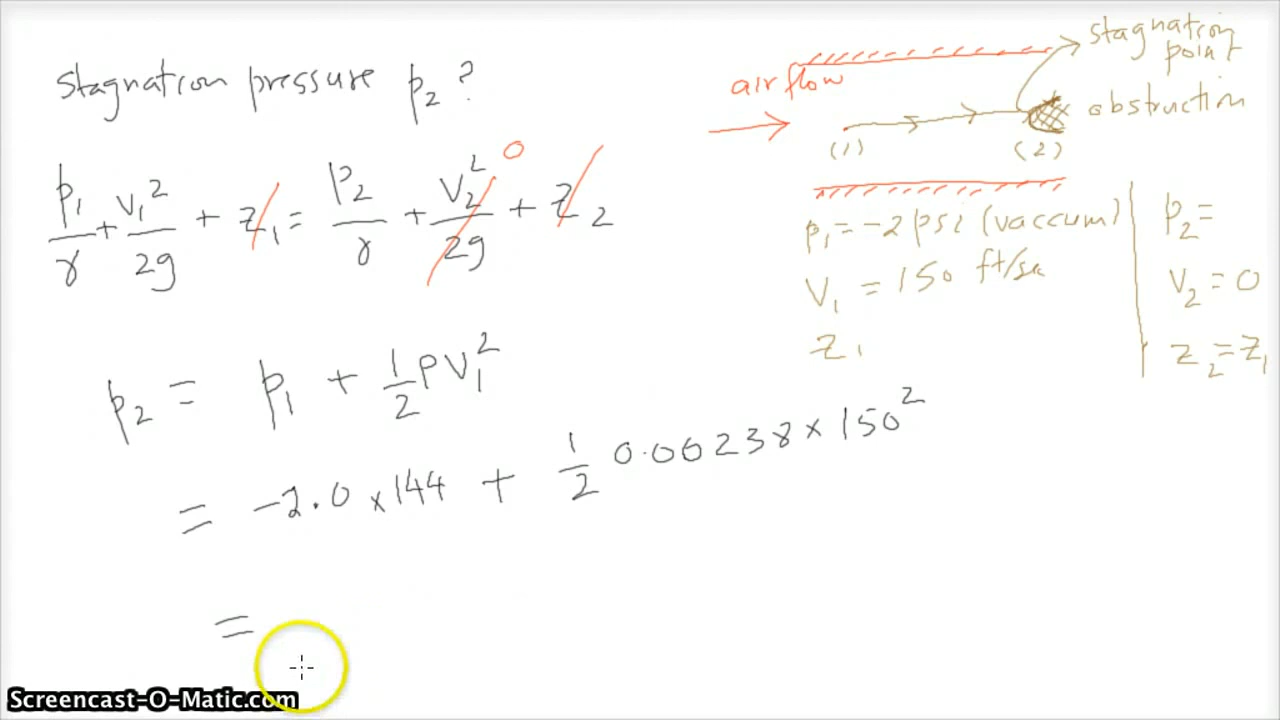 stagnation pressure p₂ ?
p₁/γ + V₁²/2g + z₁ = p₂/γ + V₂²/2g + z₂
0
p₂ = p₁ + 1/2 ρV₁²
= -2.0 × 144 + 1/2 0.00238 × 150²
=
stagnation
point
air flow
obstruction
(1)
(2)
p₁ = -2 psi (vaccum)
V₁ = 150 ft/sec
z₁
p₂ =
V₂ = 0
z₂ = z₁
Screencast-O-Matic.com